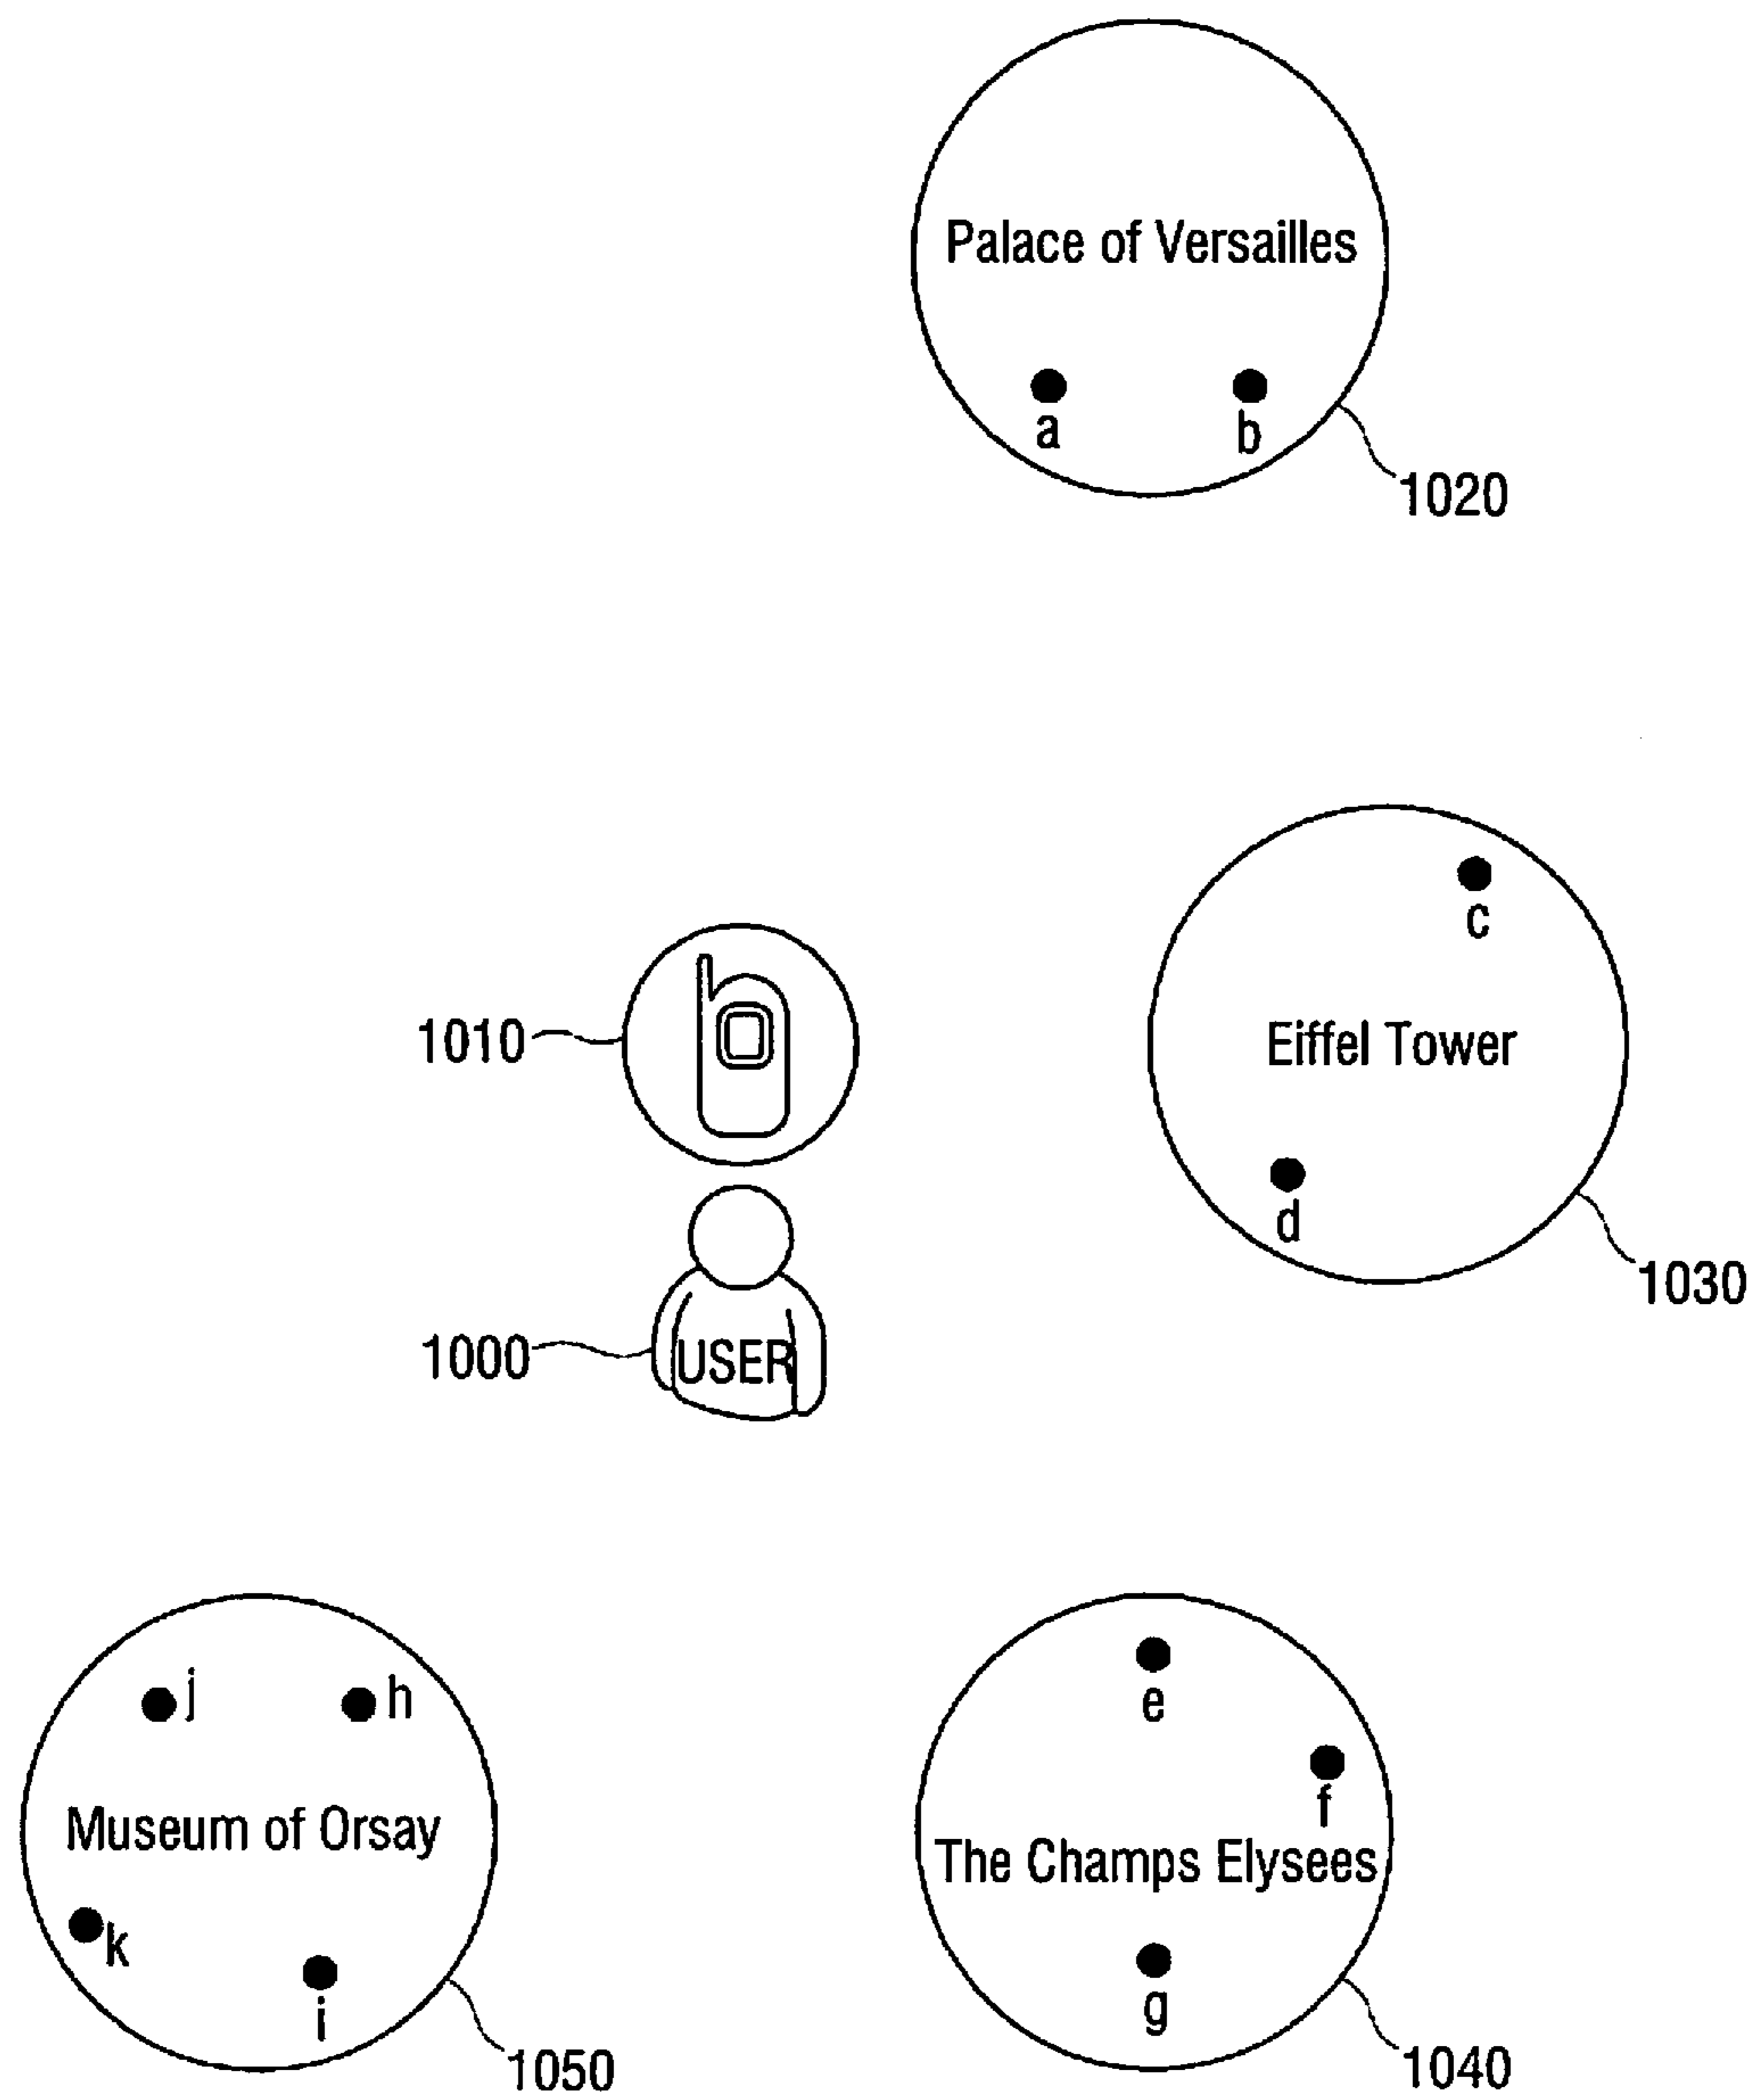 Palace of Versailles
a
b
1020
c
1010
Eiffel Tower
d
1030
1000
USER
j
h
e
f
Museum of Orsay
The Champs Elysees
k
i
g
1050
1040